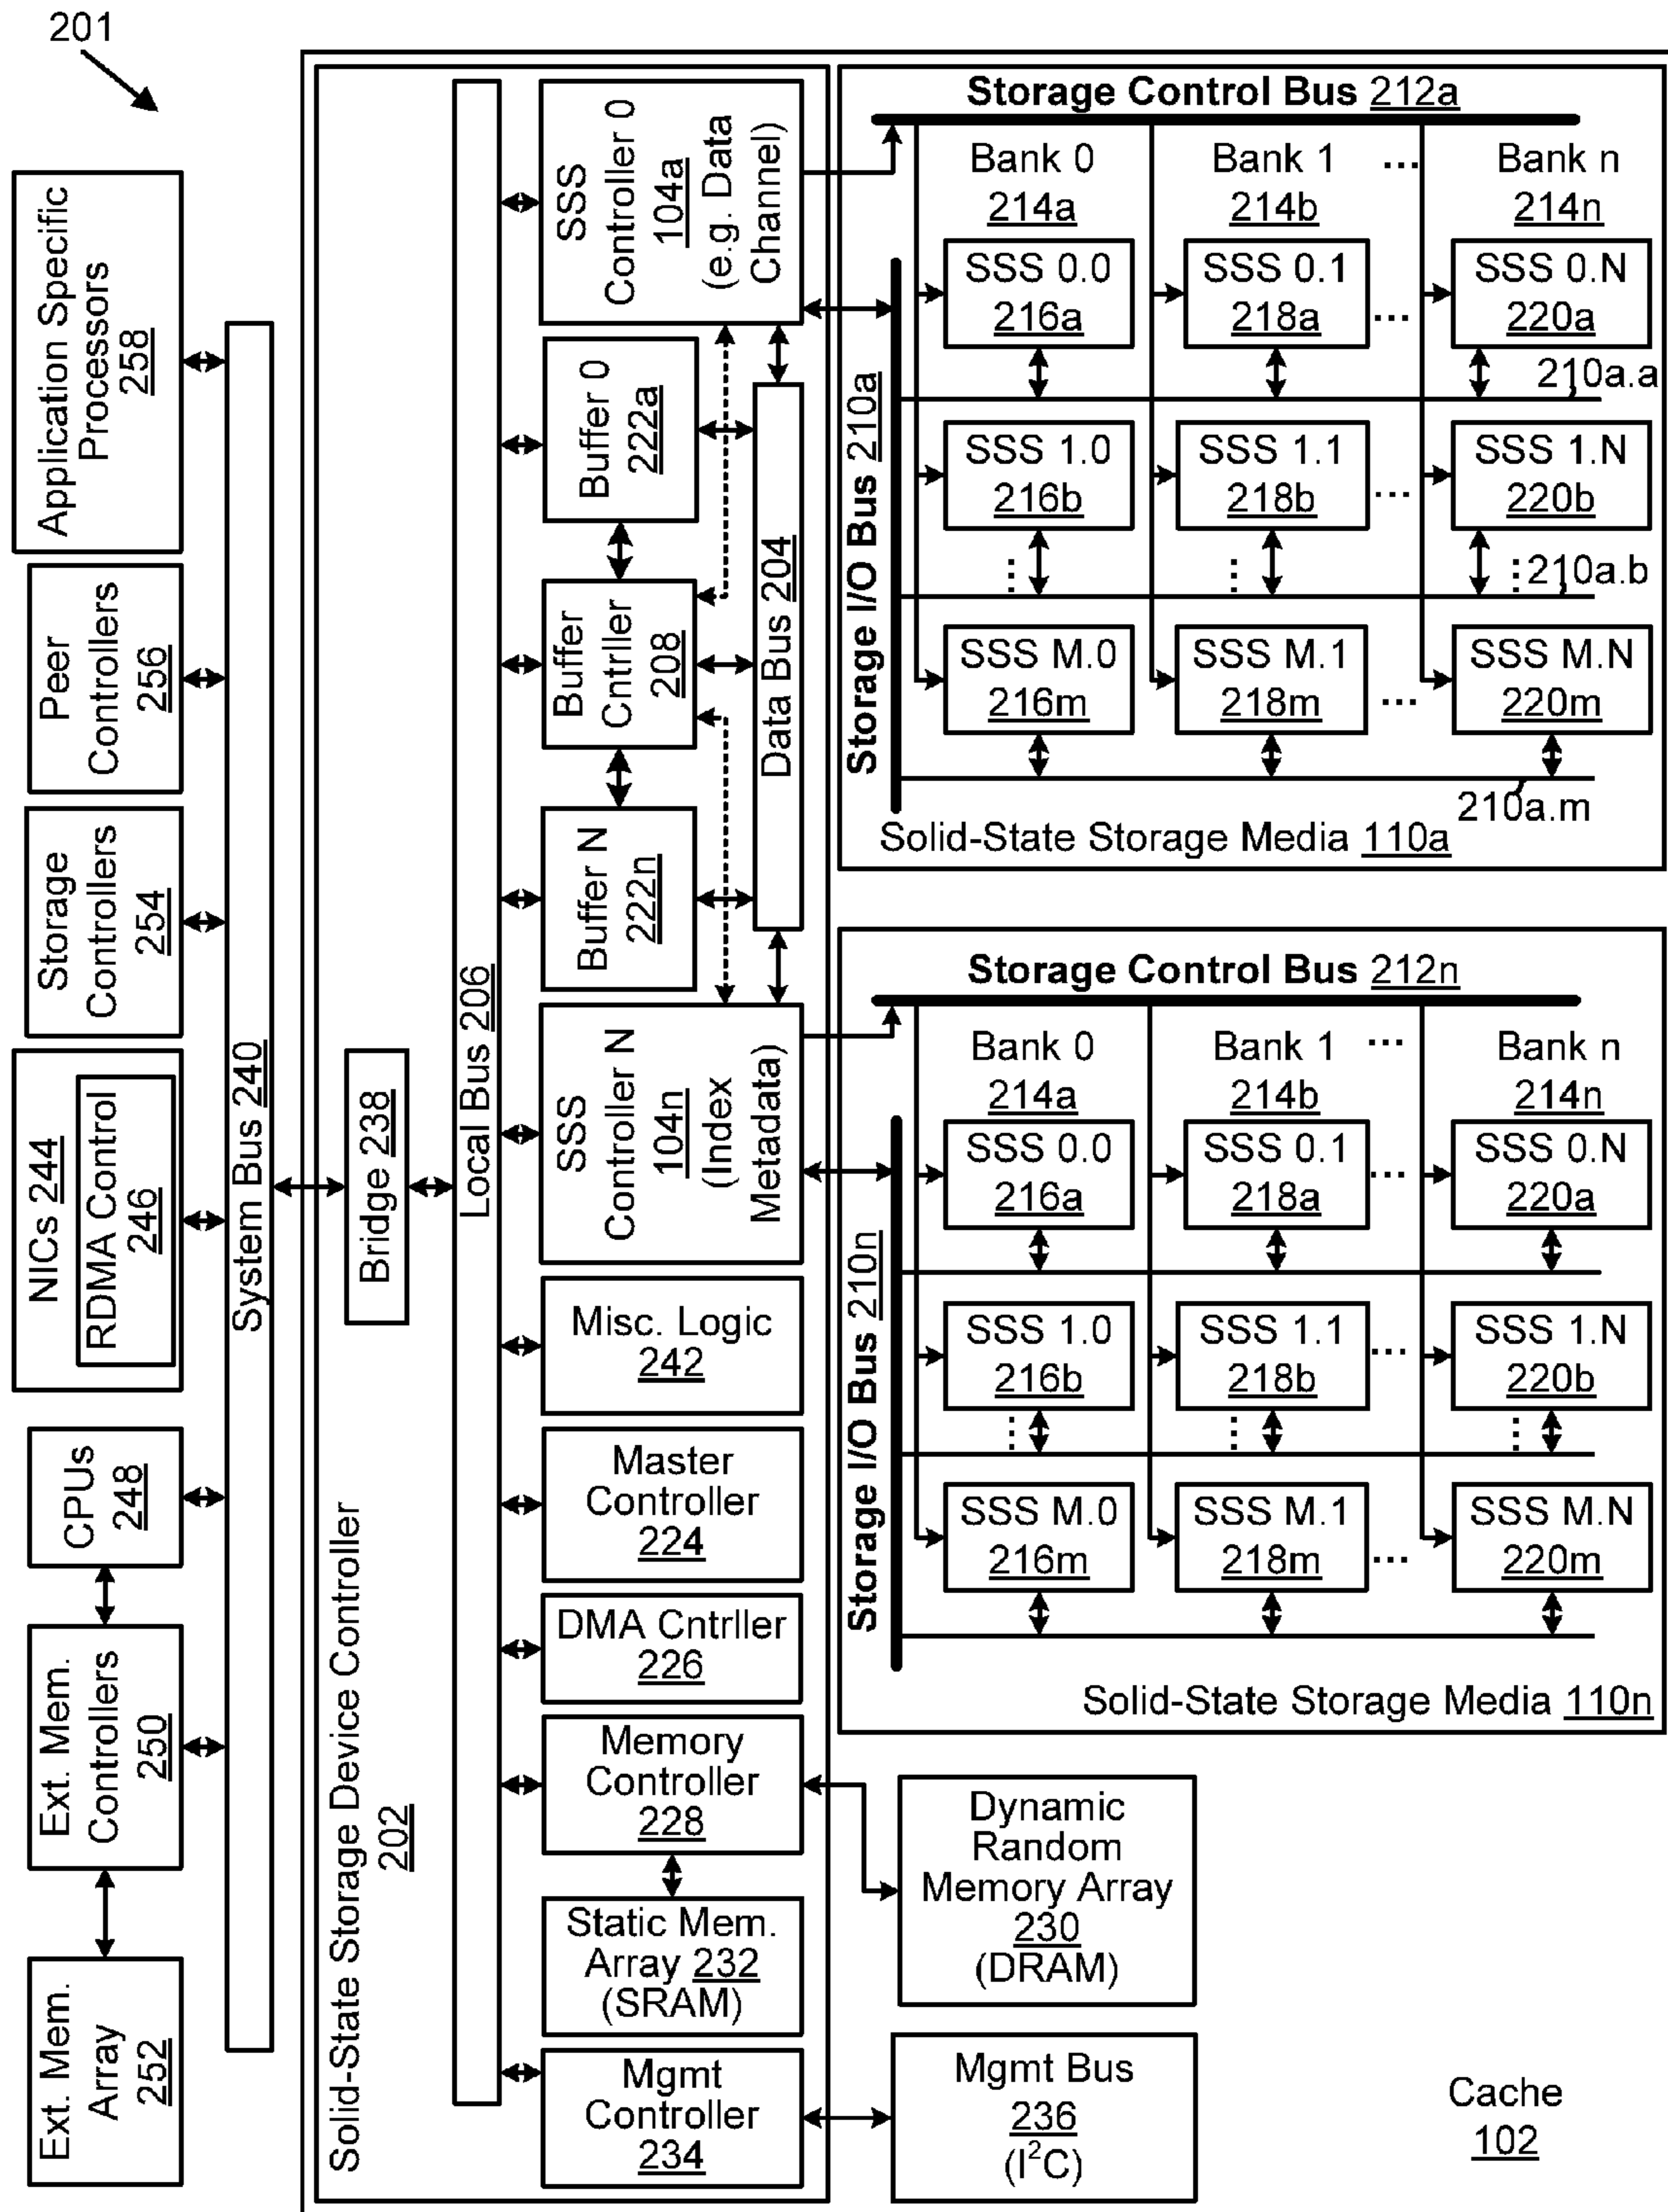 201
Application Specific
Processors
258
Peer
Controllers
256
Storage
Controllers
254
NICs 244
RDMA Control
246
CPUs
248
Ext. Mem.
Controllers
250
Ext. Mem.
Array
252
System Bus 240
Solid-State Storage Device Controller
202
Bridge 238
Local Bus 206
SSS
Controller 0
104a
(e.g. Data
Channel)
Buffer 0
222a
Buffer
Cntrller
208
Buffer N
222n
Data Bus 204
SSS
Controller N
104n
(Index
Metadata)
Misc. Logic
242
Master
Controller
224
DMA Cntrller
226
Memory
Controller
228
Static Mem.
Array 232
(SRAM)
Mgmt
Controller
234
Storage Control Bus 212a
Bank 0
214a
Bank 1
214b
...
Bank n
214n
Storage I/O Bus 210a
SSS 0.0
216a
SSS 0.1
218a
...
SSS 0.N
220a
210a.a
SSS 1.0
216b
SSS 1.1
218b
...
SSS 1.N
220b
...
...
...
210a.b
SSS M.0
216m
SSS M.1
218m
...
SSS M.N
220m
210a.m
Solid-State Storage Media 110a
Storage Control Bus 212n
Bank 0
214a
Bank 1
214b
...
Bank n
214n
Storage I/O Bus 210n
SSS 0.0
216a
SSS 0.1
218a
...
SSS 0.N
220a
SSS 1.0
216b
SSS 1.1
218b
...
SSS 1.N
220b
...
...
...
SSS M.0
216m
SSS M.1
218m
...
SSS M.N
220m
Solid-State Storage Media 110n
Dynamic
Random
Memory Array
230
(DRAM)
Mgmt Bus
236
(I²C)
Cache
102